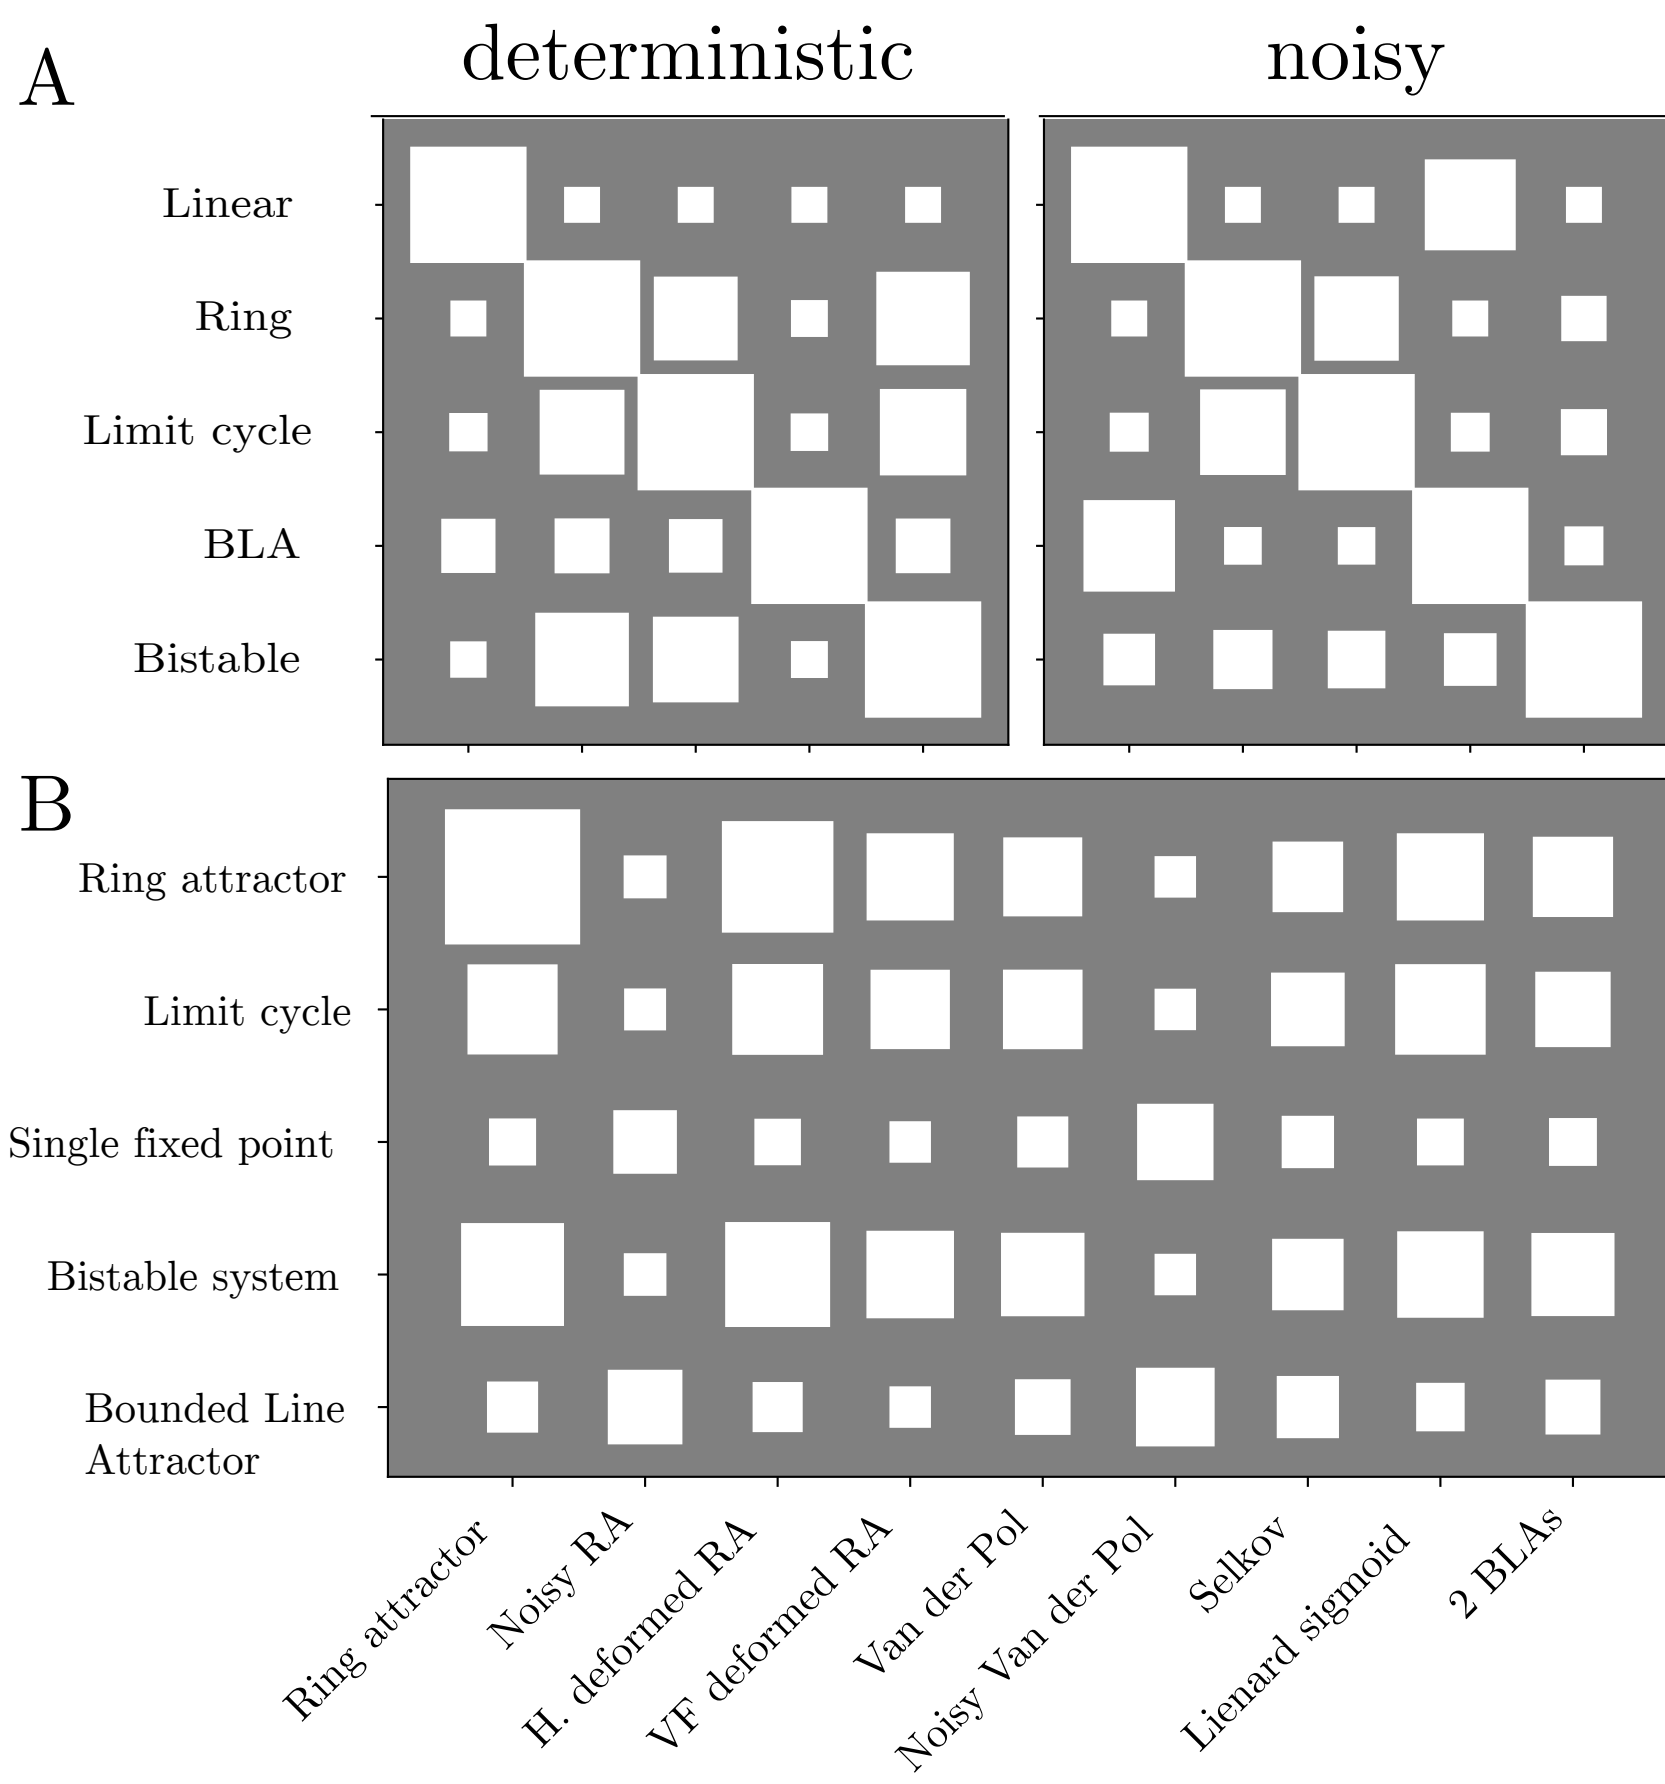 A
deterministic
noisy
Linear
Ring
Limit cycle
BLA
Bistable
B
Ring attractor
Limit cycle
Single fixed point
Bistable system
Bounded Line
Attractor
Ring attractor
Noisy RA
H. deformed RA
VF deformed RA
Van der Pol
Noisy Van der Pol
Selkov
Lienard sigmoid
2 BLAs